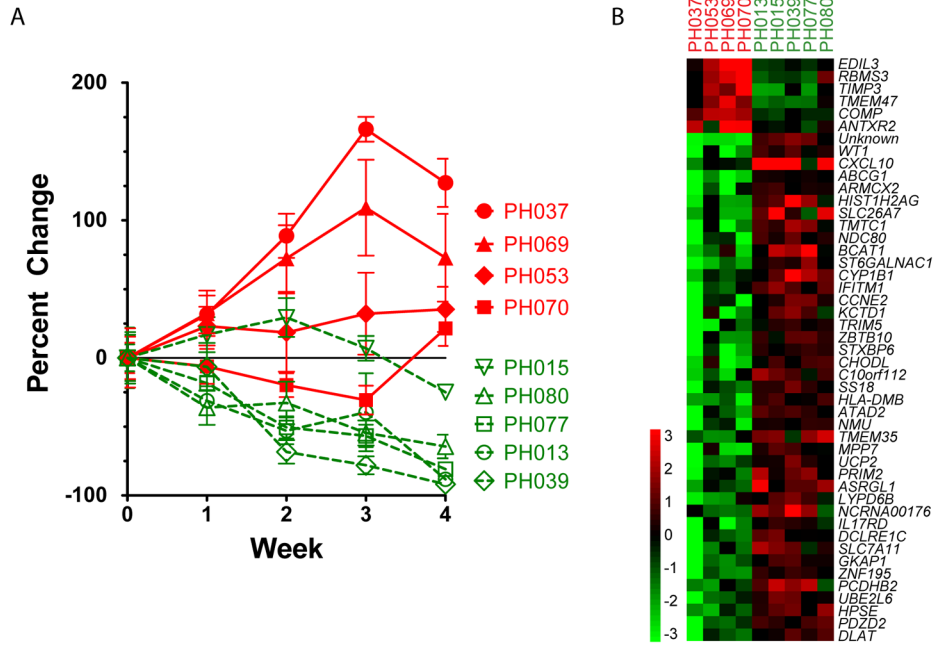 A
200
100
0
-100
Percent Change
0
1
2
3
4
Week
PH037
PH069
PH053
PH070
PH015
PH080
PH077
PH013
PH039
B
PH037
PH053
PH069
PH070
PH013
PH015
PH039
PH077
PH080
EDIL3
RBMS3
TIMP3
TMEM47
COMP
ANTXR2
Unknown
WT1
CXCL10
ABCG1
ARMCX2
HIST1H2AG
SLC26A7
TMTC1
NDC80
BCAT1
ST6GALNAC1
CYP1B1
IFITM1
CCNE2
KCTD1
TRIM5
ZBTB10
STXBP6
CHODL
C10orf112
SS18
HLA-DMB
ATAD2
NMU
TMEM35
MPP7
UCP2
PRIM2
ASRGL1
LYPD6B
NCRNA00176
IL17RD
DCLRE1C
SLC7A11
GKAP1
ZNF195
PCDHB2
UBE2L6
HPSE
PDZD2
DLAT
3
2
1
0
-1
-2
-3